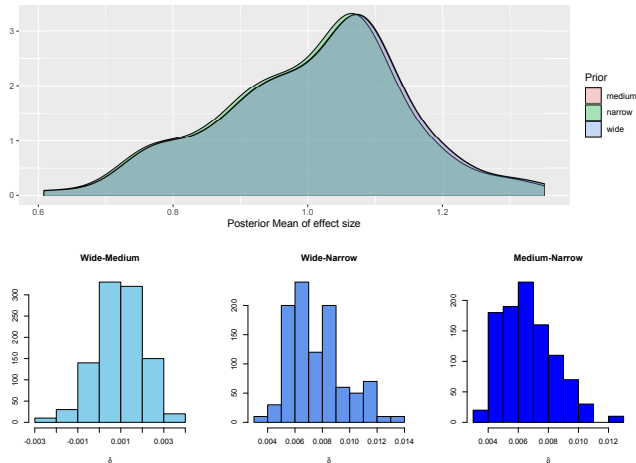 3
2
1
0
0.6 0.8 1.0 1.2
Posterior Mean of effect size
Prior
medium
narrow
wide
Wide-Medium
300
250
200
150
100
50
0
-0.003 -0.001 0.001 0.003
δ
Wide-Narrow
200
150
100
50
0
0.004 0.006 0.008 0.010 0.012 0.014
δ
Medium-Narrow
200
150
100
50
0
0.004 0.006 0.008 0.010 0.012
δ